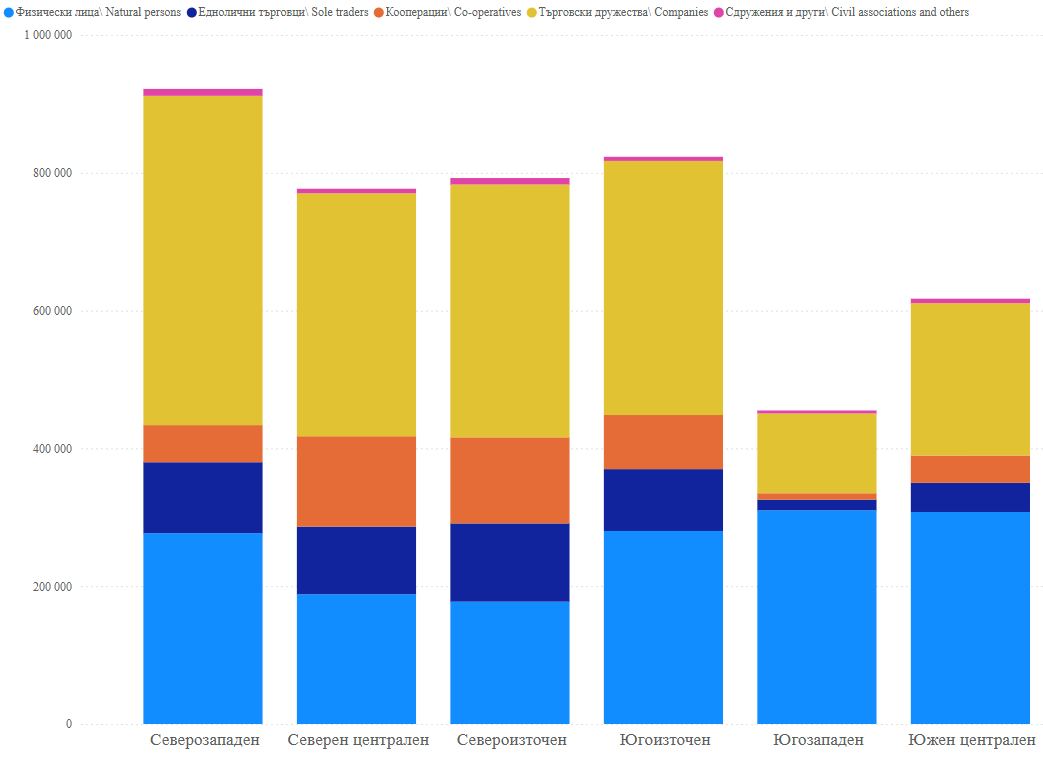 Физически лица\ Natural persons Еднолични търговци\ Sole traders Кооперации\ Co-operatives Търговски дружества\ Companies Сдружения и други\ Civil associations and others
1 000 000
800 000
600 000
400 000
200 000
0
Северозападен Северен централен Североизточен Югоизточен Югозападен Южен централен